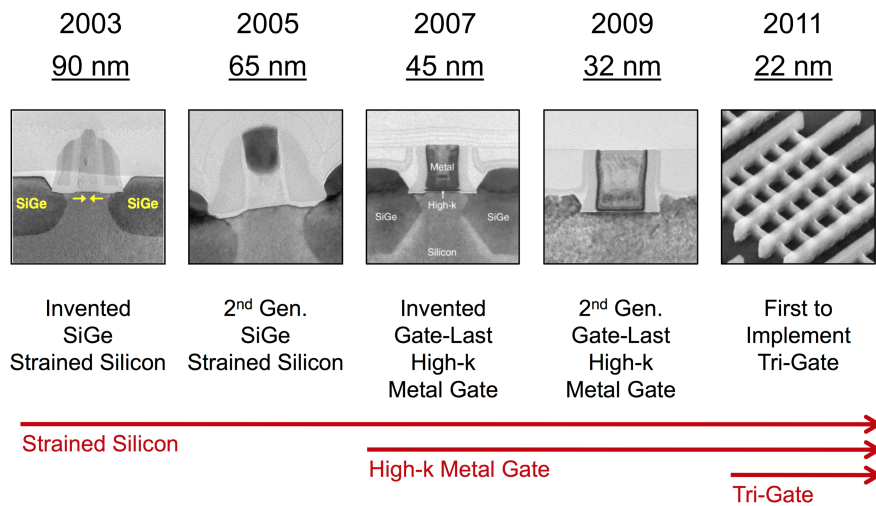 2003 2005 2007 2009 2011
90 nm 65 nm 45 nm 32 nm 22 nm
SiGe SiGe
Metal
High-k
SiGe SiGe
Silicon
Invented
SiGe
Strained Silicon
2nd Gen.
SiGe
Strained Silicon
Invented
Gate-Last
High-k
Metal Gate
2nd Gen.
Gate-Last
High-k
Metal Gate
First to
Implement
Tri-Gate
Strained Silicon
High-k Metal Gate
Tri-Gate